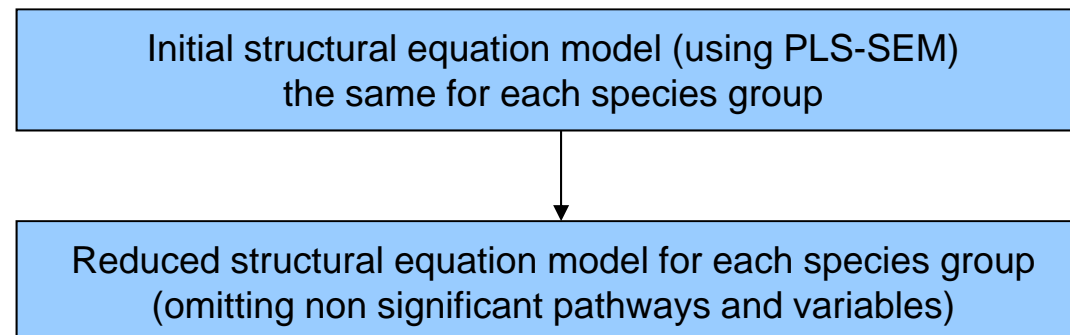 Initial structural equation model (using PLS-SEM)
the same for each species group
Reduced structural equation model for each species group
(omitting non significant pathways and variables)